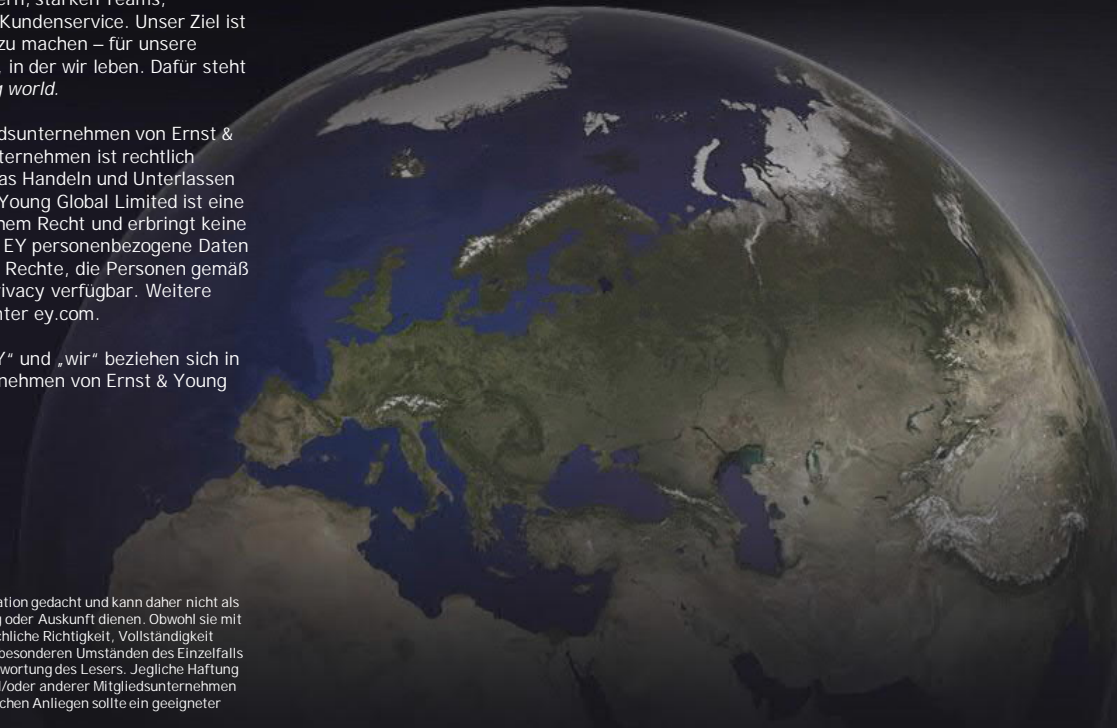 starken Teams,
Kundenservice. Unser Ziel ist
zu machen – für unsere
in der wir leben. Dafür steht
world.
dsunternehmen von Ernst &
ternehmen ist rechtlich
as Handeln und Unterlassen
Young Global Limited ist eine
hem Recht und erbringt keine
EY personenbezogene Daten
Rechte, die Personen gemäß
ivacy verfügbar. Weitere
nter ey.com.
Y“ und „wir“ beziehen sich in
nehmen von Ernst & Young
ation gedacht und kann daher nicht als
g oder Auskunft dienen. Obwohl sie mit
chliche Richtigkeit, Vollständigkeit
besonderen Umständen des Einzelfalls
wortung des Lesers. Jegliche Haftung
d/oder anderer Mitgliedsunternehmen
chen Anliegen sollte ein geeigneter